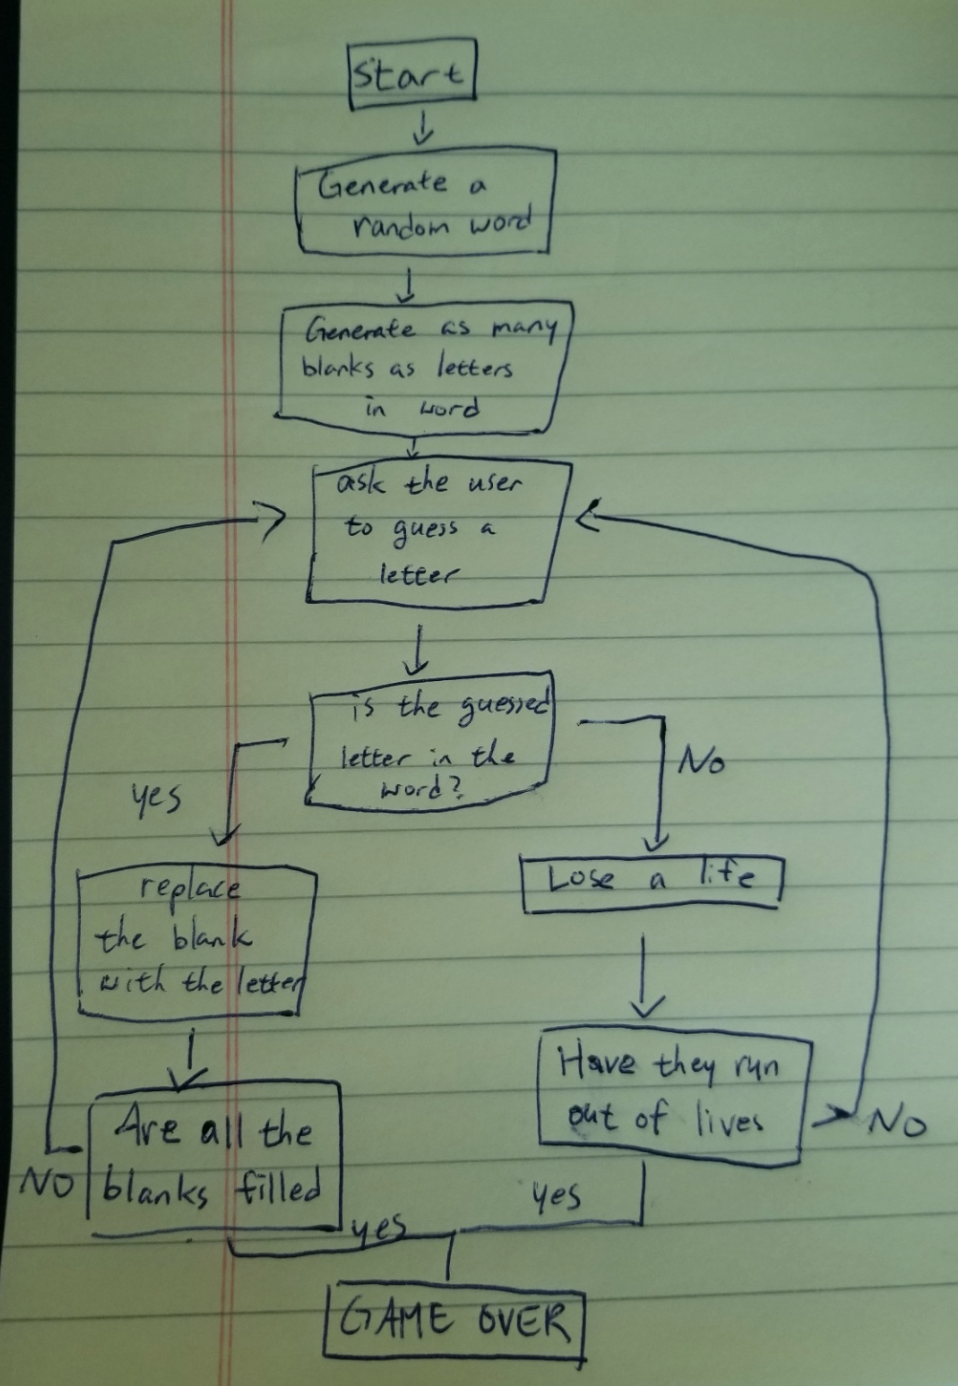 Start
Generate a
random word
Generate as many
blanks as letters
in word
ask the user
to guess a
letter
is the guessed
letter in the
word?
yes
No
replace
the blank
with the letter
Lose a life
Have they run
out of lives
No
Are all the
blanks filled
NO
yes
yes
GAME OVER